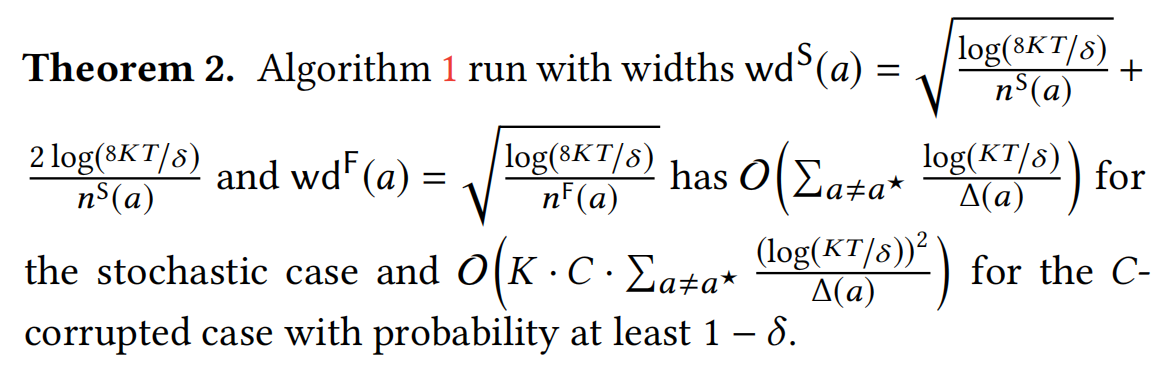 Theorem 2. Algorithm 1 run with widths wd^S(a) = √(log(8KT/δ)/n^S(a)) +
2 log(8KT/δ)/n^S(a) and wd^F(a) = √(log(8KT/δ)/n^F(a)) has O(∑_{a≠a⋆} log(KT/δ)/Δ(a)) for
the stochastic case and O(K · C · ∑_{a≠a⋆} (log(KT/δ))²/Δ(a)) for the C-
corrupted case with probability at least 1 − δ.